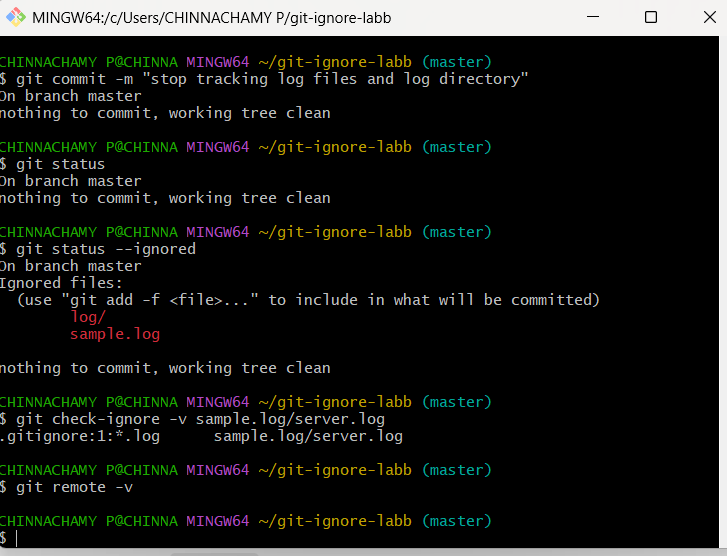 MINGW64:/c/Users/CHINNACHAMY P/git-ignore-labb
CHINNACHAMY P@CHINNA MINGW64 ~/git-ignore-labb (master)
$ git commit -m "stop tracking log files and log directory"
On branch master
nothing to commit, working tree clean
CHINNACHAMY P@CHINNA MINGW64 ~/git-ignore-labb (master)
$ git status
On branch master
nothing to commit, working tree clean
CHINNACHAMY P@CHINNA MINGW64 ~/git-ignore-labb (master)
$ git status --ignored
On branch master
Ignored files:
(use "git add -f <file>..." to include in what will be committed)
log/
sample.log
nothing to commit, working tree clean
CHINNACHAMY P@CHINNA MINGW64 ~/git-ignore-labb (master)
$ git check-ignore -v sample.log/server.log
.gitignore:1:*.log sample.log/server.log
CHINNACHAMY P@CHINNA MINGW64 ~/git-ignore-labb (master)
$ git remote -v
CHINNACHAMY P@CHINNA MINGW64 ~/git-ignore-labb (master)
$